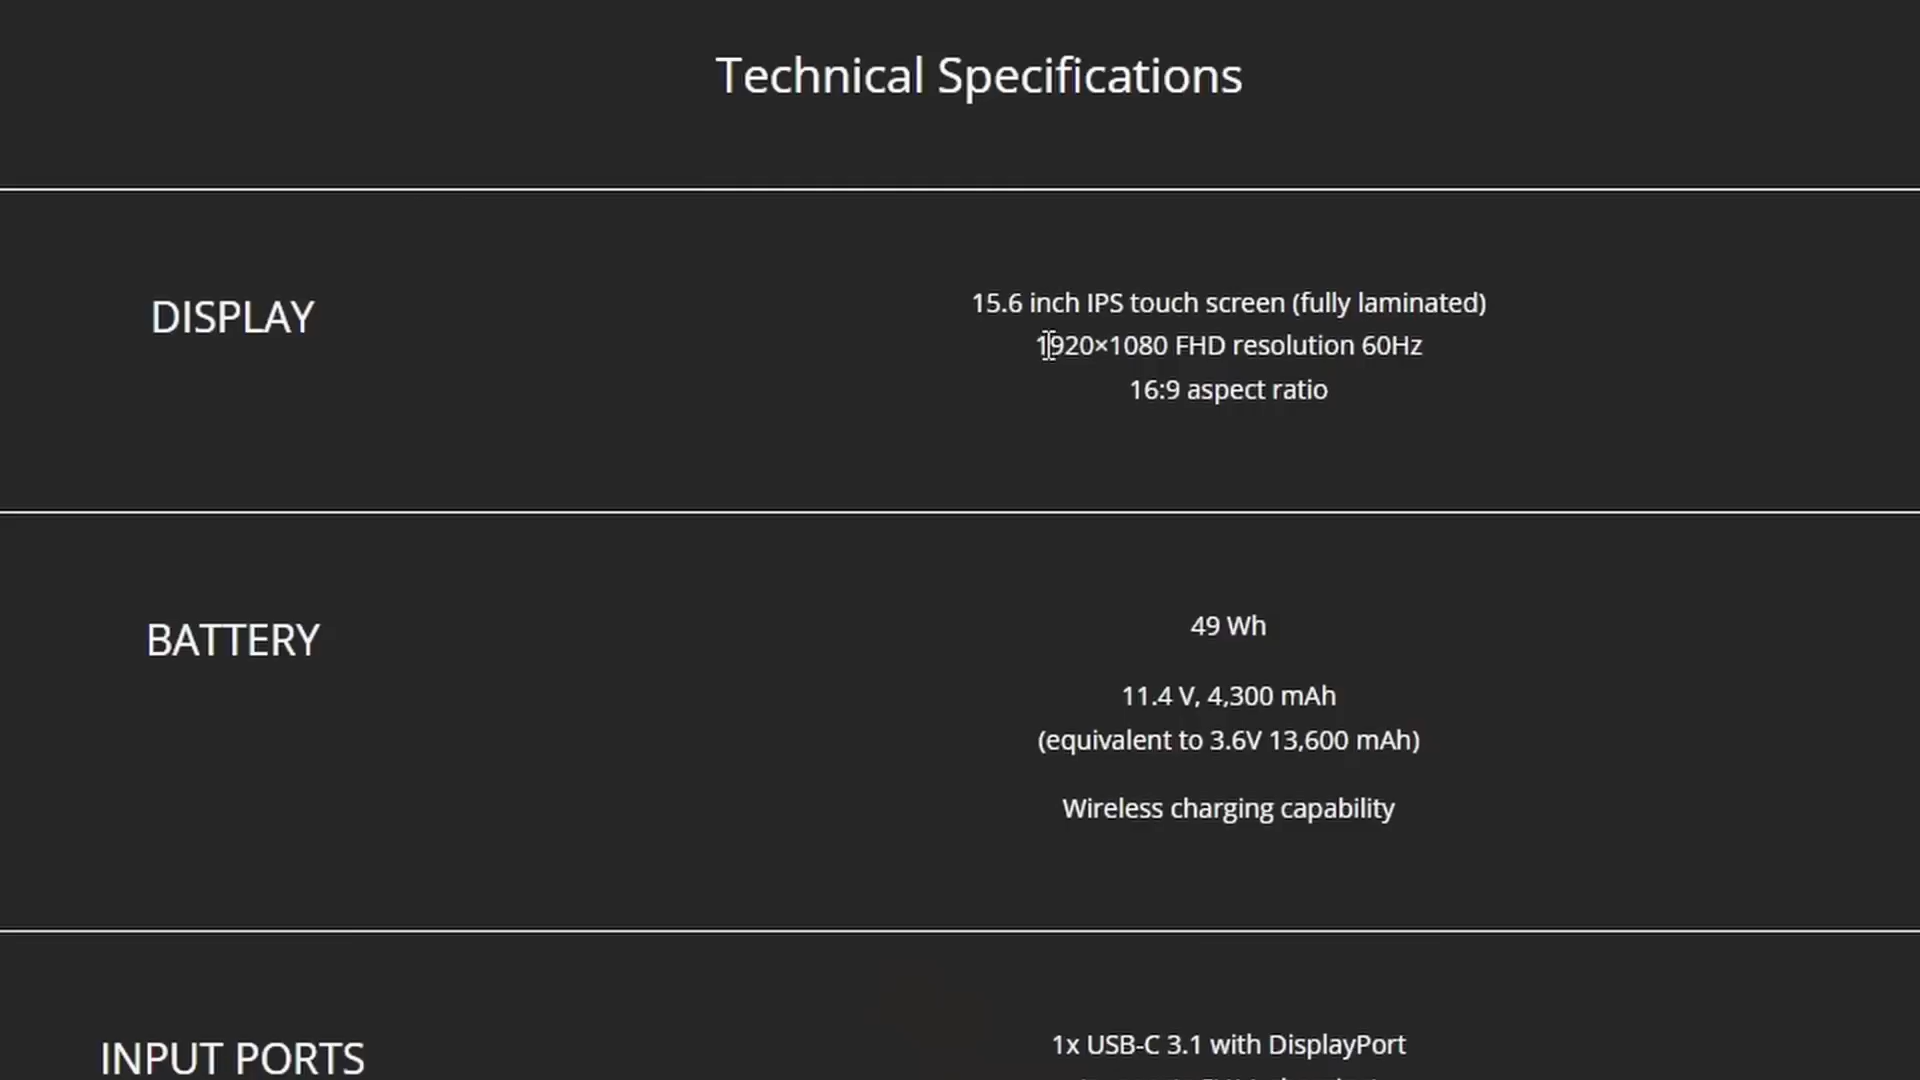 Technical Specifications
DISPLAY
15.6 inch IPS touch screen (fully laminated)
1920×1080 FHD resolution 60Hz
16:9 aspect ratio
BATTERY
49 Wh
11.4 V, 4,300 mAh
(equivalent to 3.6V 13,600 mAh)
Wireless charging capability
INPUT PORTS
1x USB-C 3.1 with DisplayPort